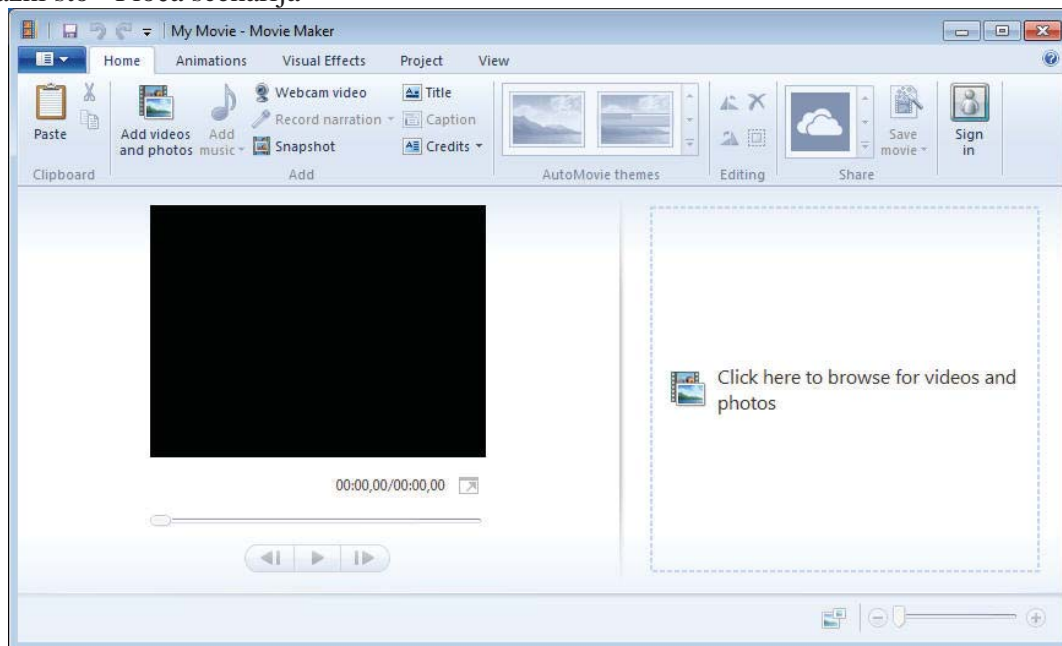 My Movie - Movie Maker
Home Animations Visual Effects Project View
Paste
Clipboard
Add videos and photos
Add music
Webcam video
Record narration
Snapshot
Title
Caption
Credits
Add
AutoMovie themes
Editing
Save movie
Share
Sign in
00:00,00/00:00,00
Click here to browse for videos and
photos